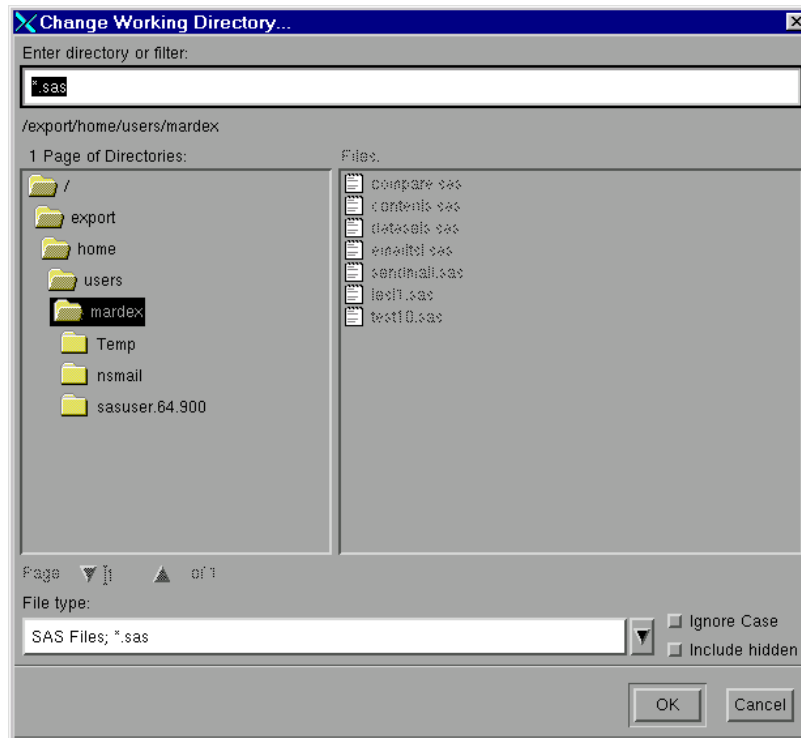 Change Working Directory...
Enter directory or filter:
*.sas
/export/home/users/mardex
1 Page of Directories:
Files:
/
export
home
users
mardex
Temp
nsmail
sasuser.64.900
compare.sas
contents.sas
datasets.sas
sendmail.sas
test1.sas
test10.sas
Page 1 of 1
File type:
SAS Files; *.sas
Ignore Case
Include hidden
OK
Cancel